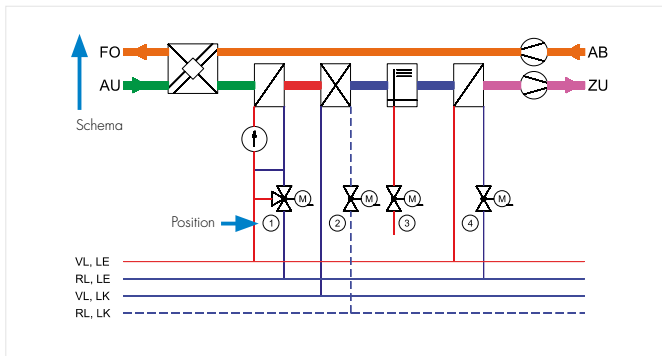 FO
AB
AU
ZU
Schema
M
M
M
M
Position
1
2
3
4
VL, LE
RL, LE
VL, LK
RL, LK